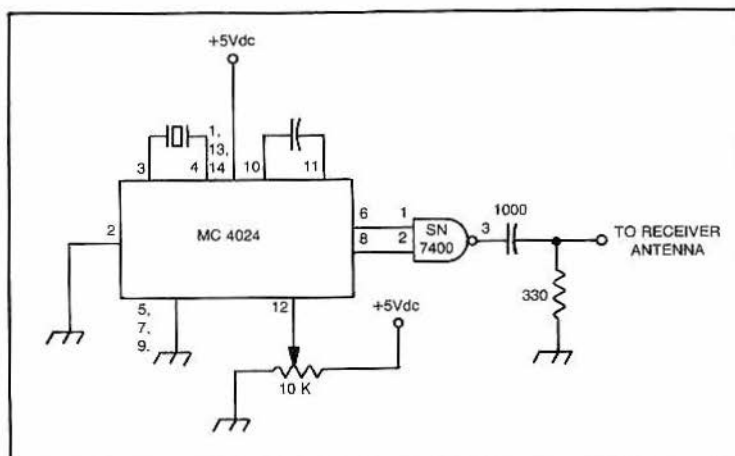 +5Vdc
1,
13,
3 4 14 10 11
2
MC 4024
6 1
8 2
SN
7400
3
1000
TO RECEIVER
ANTENNA
330
5,
7,
9.
12
+5Vdc
10 K